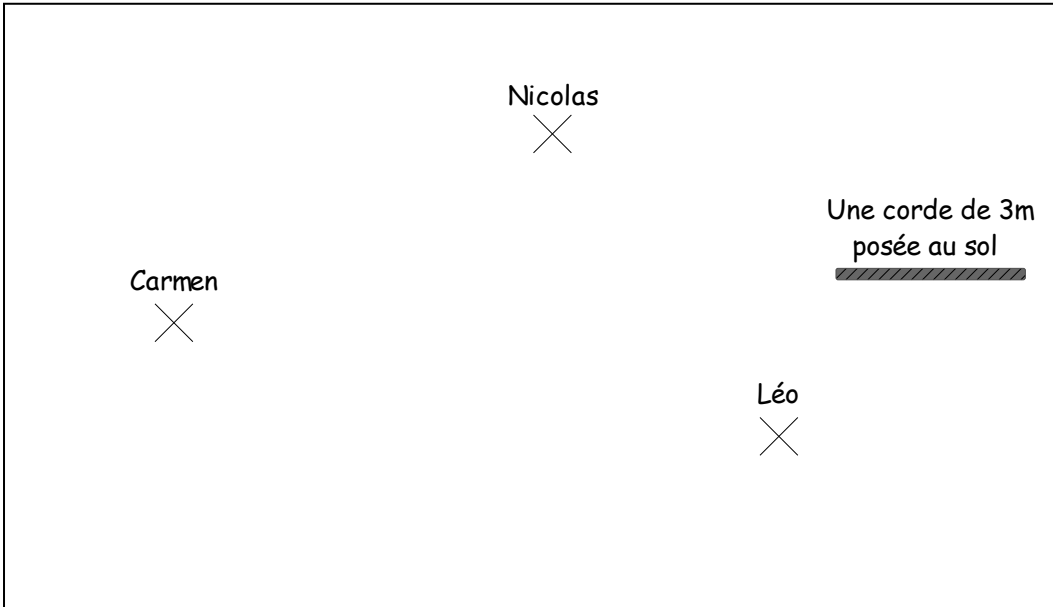 Nicolas
Une corde de 3m
posée au sol
Carmen
Léo